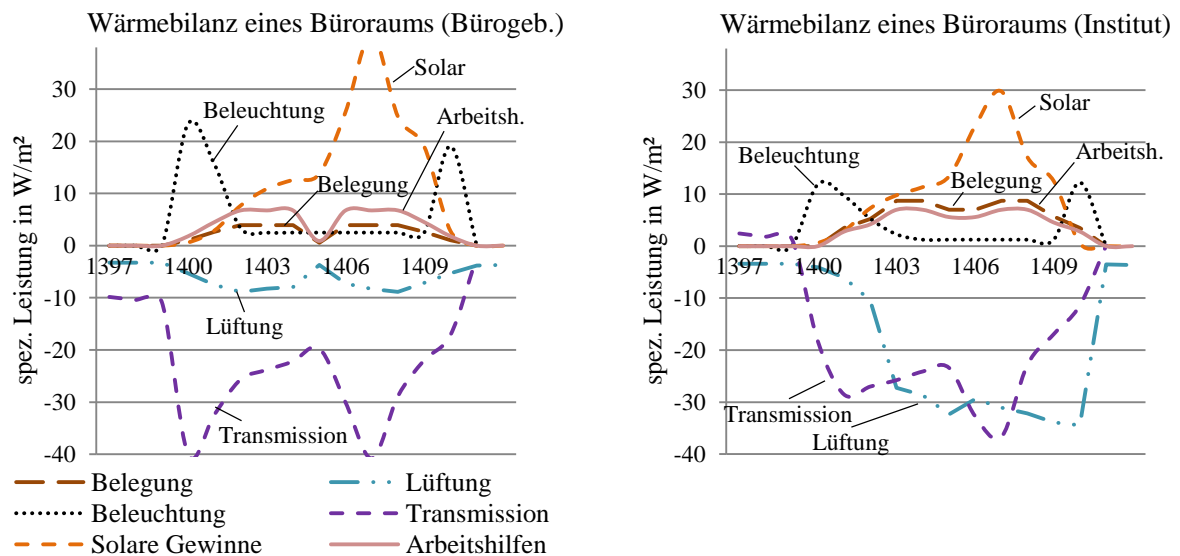 Wärmebilanz eines Büroraums (Bürogeb.)
spez. Leistung in W/m²
30
20
10
0
-10
-20
-30
-40
1397
1400
1403
1406
1409
Solar
Beleuchtung
Arbeitsh.
Belegung
Lüftung
Transmission
Wärmebilanz eines Büroraums (Institut)
spez. Leistung in W/m²
30
20
10
0
-10
-20
-30
-40
1397
1400
1403
1406
1409
Solar
Beleuchtung
Arbeitsh.
Belegung
Transmission
Lüftung
Belegung
Lüftung
Beleuchtung
Transmission
Solare Gewinne
Arbeitshilfen